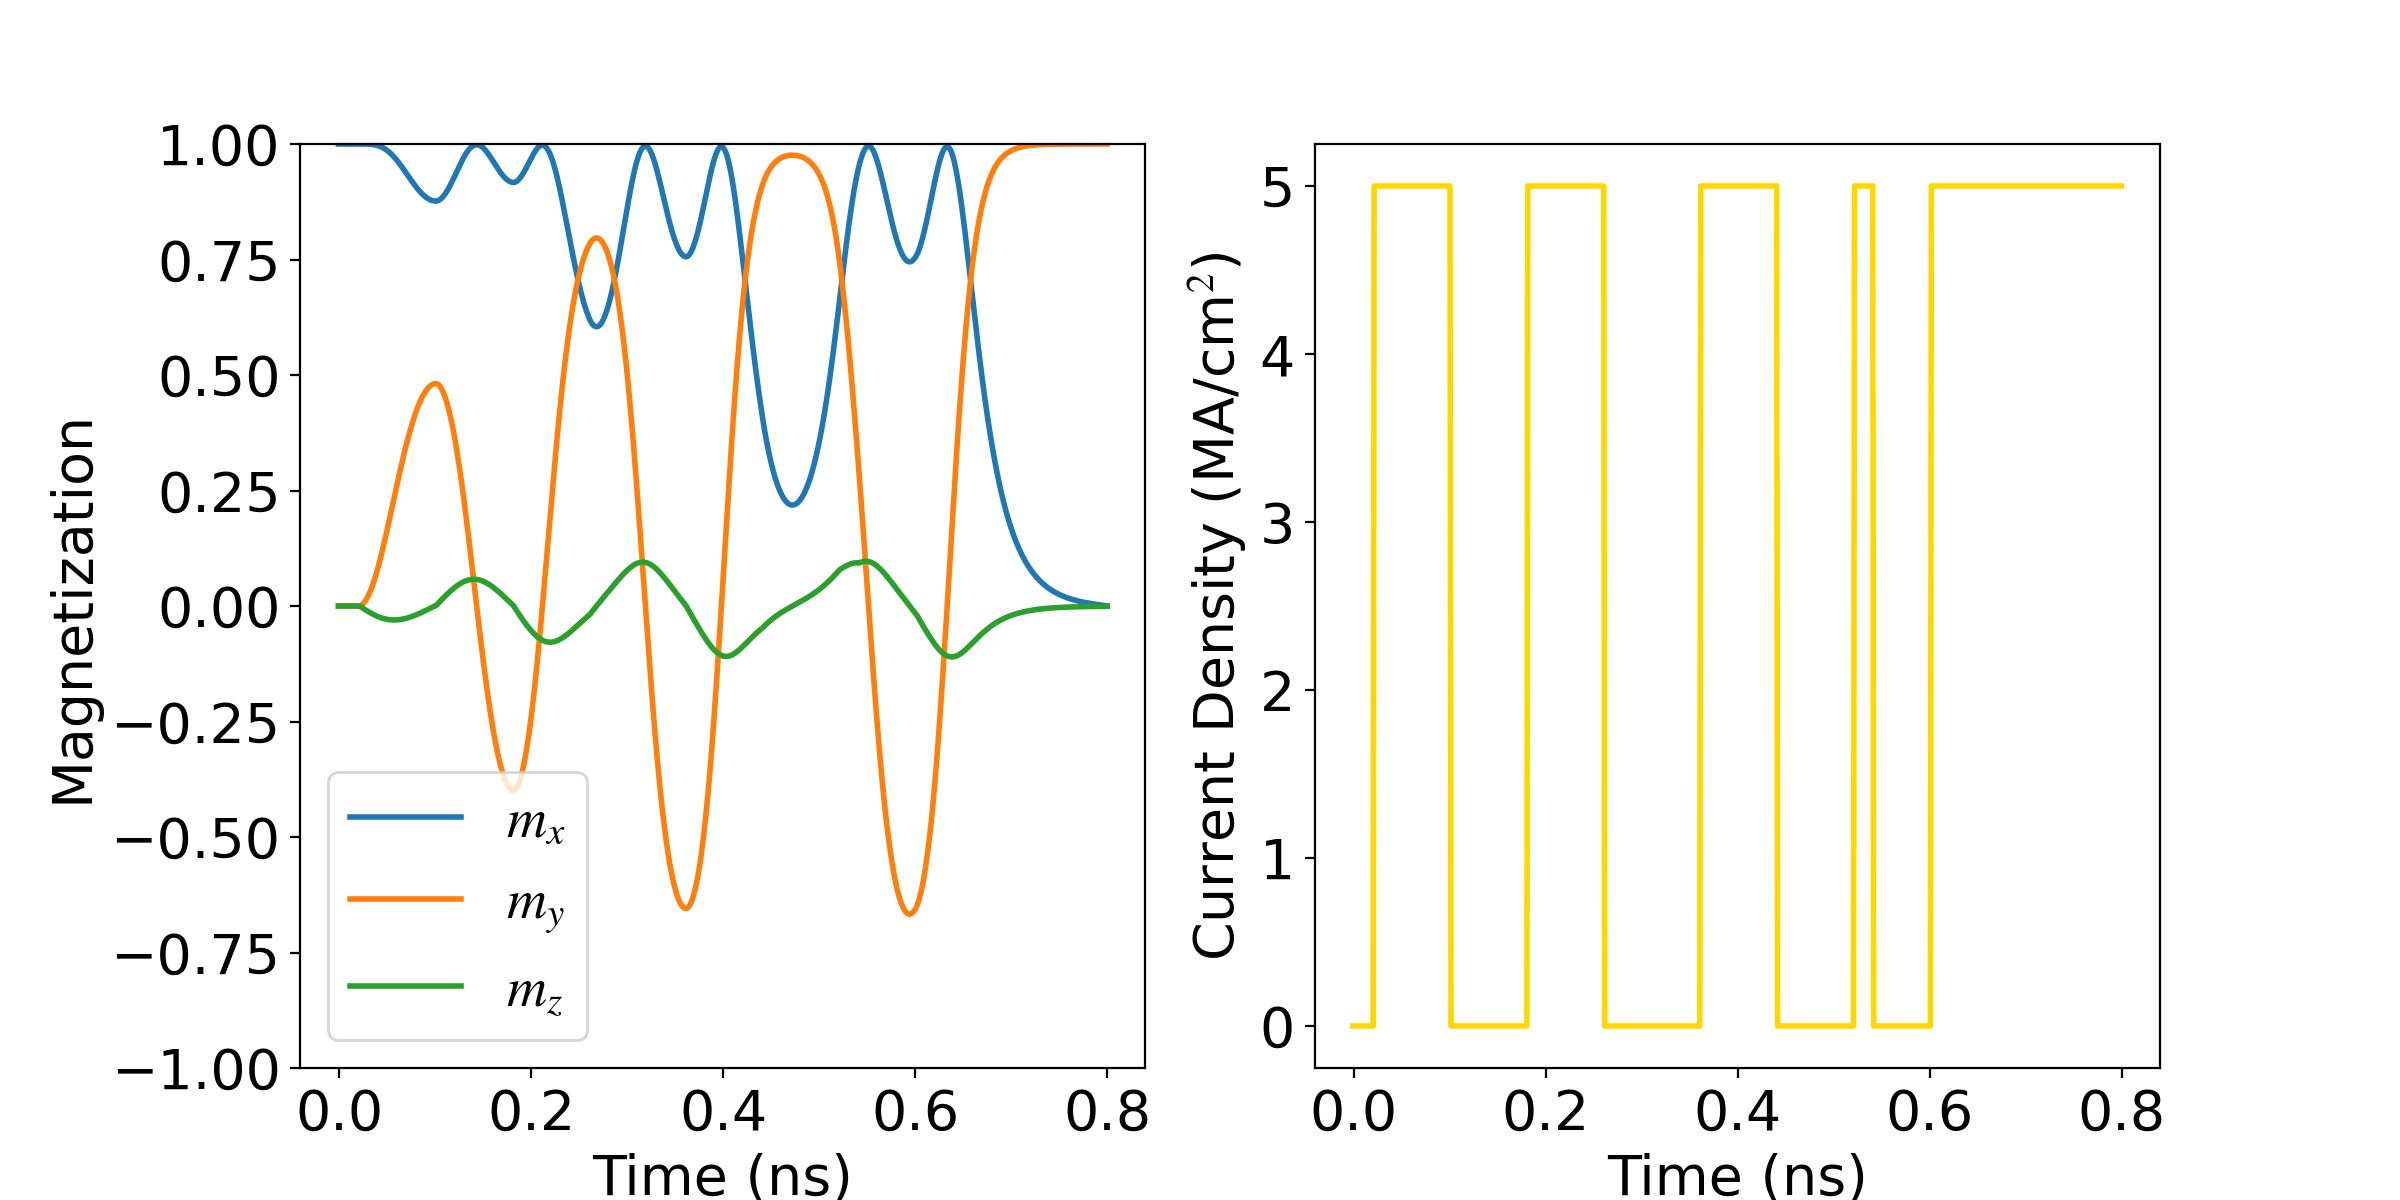 Magnetization
1.00
0.75
0.50
0.25
0.00
−0.25
−0.50
−0.75
−1.00
m_x
m_y
m_z
0.0 0.2 0.4 0.6 0.8
Time (ns)
Current Density (MA/cm²)
5
4
3
2
1
0
0.0 0.2 0.4 0.6 0.8
Time (ns)